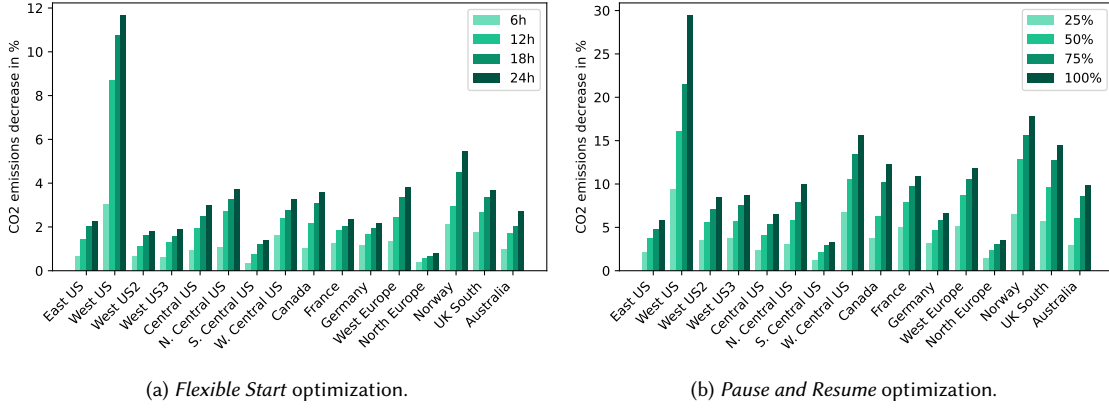 12
10
8
6
4
2
0
CO2 emissions decrease in %
6h
12h
18h
24h
East US
West US
West US2
West US3
Central US
N. Central US
S. Central US
W. Central US
Canada
France
Germany
West Europe
North Europe
Norway
UK South
Australia
(a) Flexible Start optimization.
30
25
20
15
10
5
0
CO2 emissions decrease in %
25%
50%
75%
100%
East US
West US
West US2
West US3
Central US
N. Central US
S. Central US
W. Central US
Canada
France
Germany
West Europe
North Europe
Norway
UK South
Australia
(b) Pause and Resume optimization.